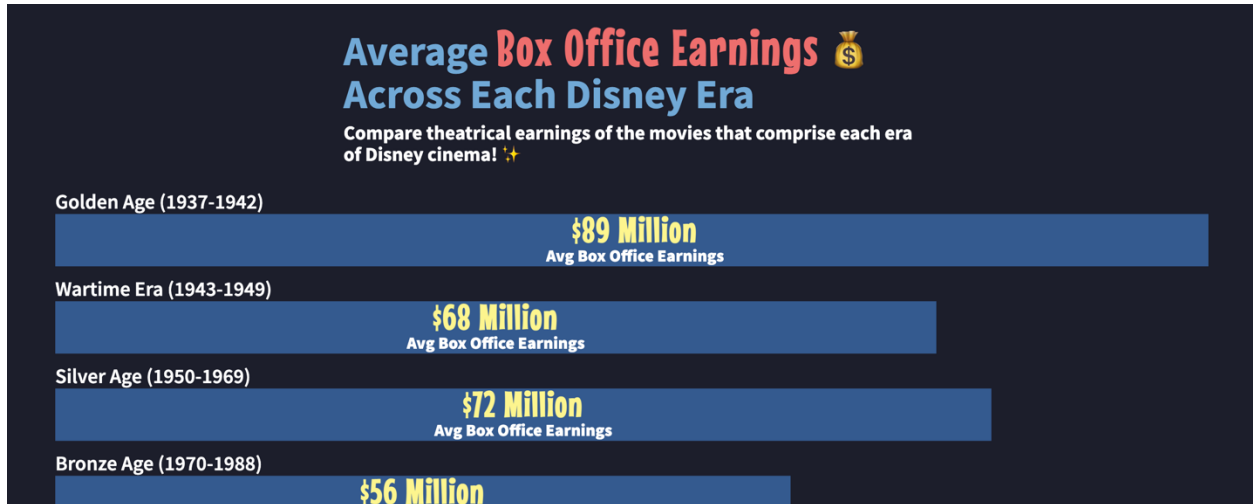 Average Box Office Earnings 💰
Across Each Disney Era
Compare theatrical earnings of the movies that comprise each era
of Disney cinema! ✨
Golden Age (1937-1942)
$89 Million
Avg Box Office Earnings
Wartime Era (1943-1949)
$68 Million
Avg Box Office Earnings
Silver Age (1950-1969)
$72 Million
Avg Box Office Earnings
Bronze Age (1970-1988)
$56 Million